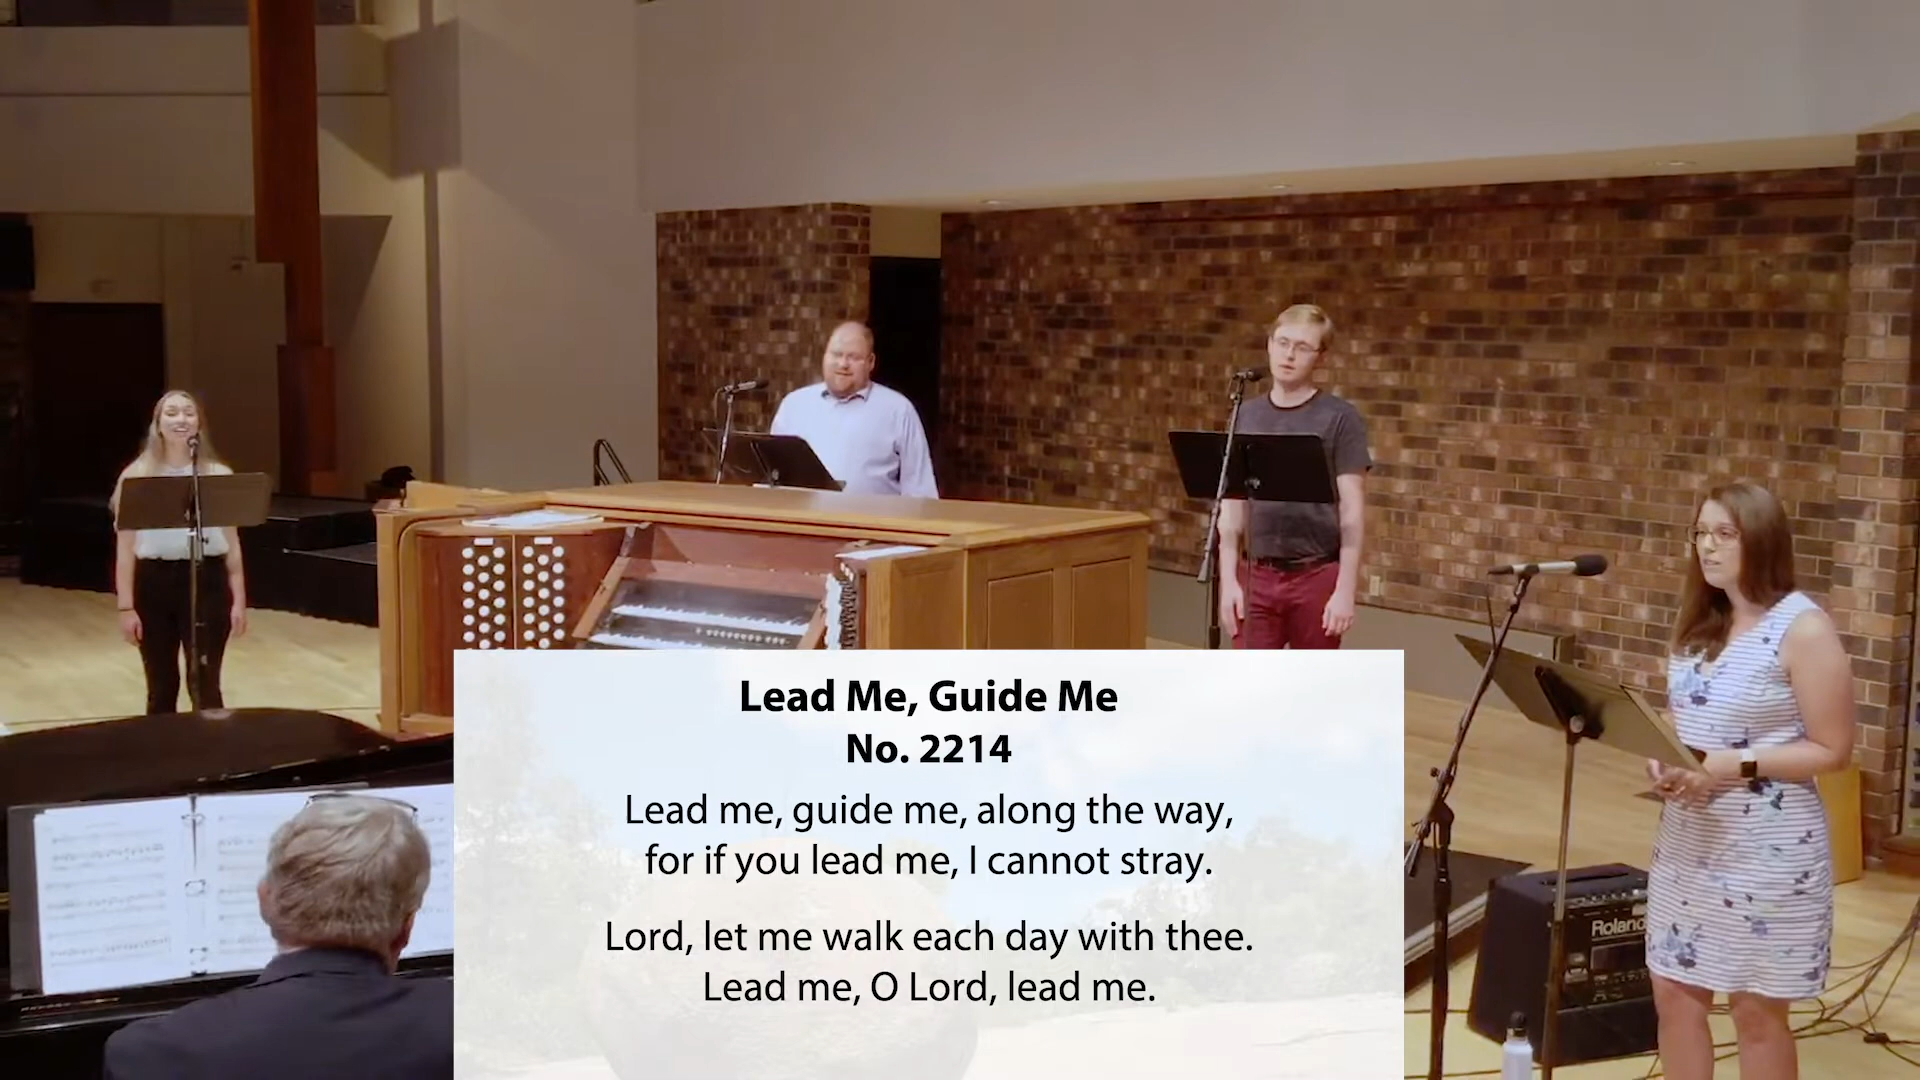 Lead Me, Guide Me
No. 2214
Lead me, guide me, along the way,
for if you lead me, I cannot stray.
Lord, let me walk each day with thee.
Lead me, O Lord, lead me.
Roland